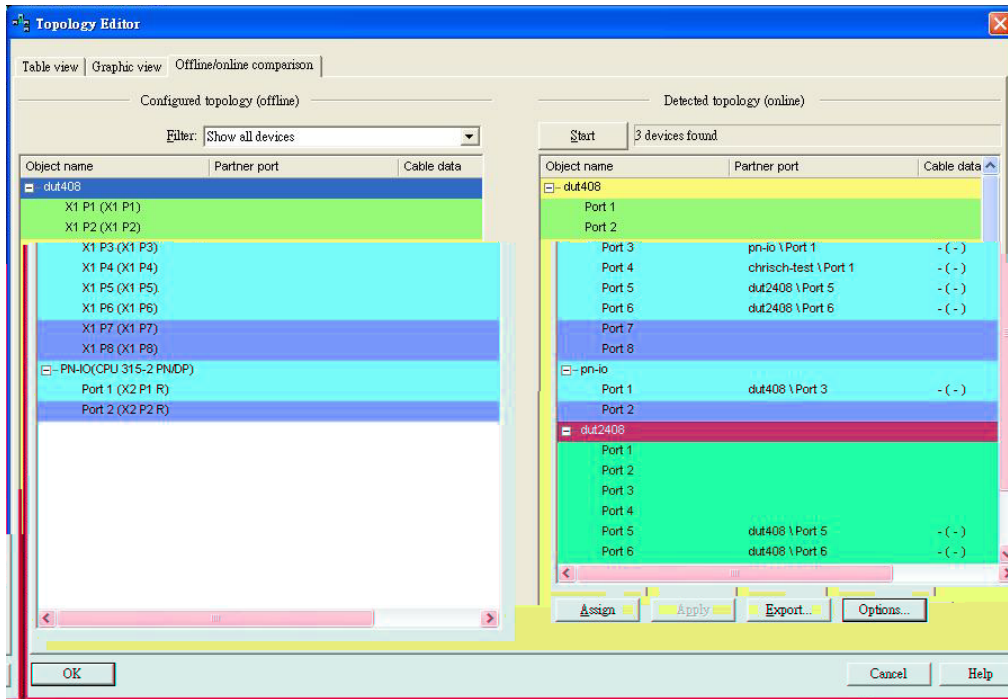 Topology Editor
Table view Graphic view Offline/online comparison
Configured topology (offline)
Filter: Show all devices
Object name Partner port Cable data
dut408
X1 P1 (X1 P1)
X1 P2 (X1 P2)
X1 P3 (X1 P3)
X1 P4 (X1 P4)
X1 P5 (X1 P5)
X1 P6 (X1 P6)
X1 P7 (X1 P7)
X1 P8 (X1 P8)
PN-IO(CPU 315-2 PN/DP)
Port 1 (X2 P1 R)
Port 2 (X2 P2 R)
Detected topology (online)
Start 3 devices found
Object name Partner port Cable data
dut408
Port 1
Port 2
Port 3 pn-io \ Port 1 - ( - )
Port 4 chrisch-test \ Port 1 - ( - )
Port 5 dut2408 \ Port 5 - ( - )
Port 6 dut2408 \ Port 6 - ( - )
Port 7
Port 8
pn-io
Port 1 dut408 \ Port 3 - ( - )
Port 2
dut2408
Port 1
Port 2
Port 3
Port 4
Port 5 dut408 \ Port 5 - ( - )
Port 6 dut408 \ Port 6 - ( - )
Assign Apply Export... Options...
OK Cancel Help